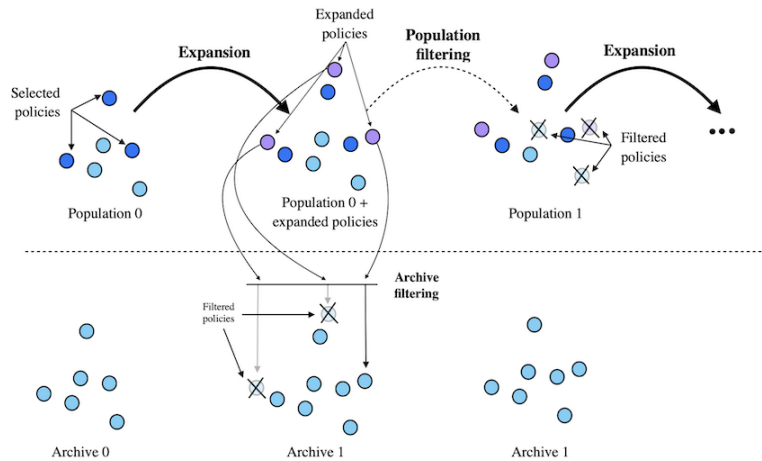 Expanded
policies
Expansion
Population
filtering
Expansion
Selected
policies
Filtered
policies
Population 0
Population 0 +
expanded policies
Population 1
Archive
filtering
Filtered
policies
Archive 0
Archive 1
Archive 1